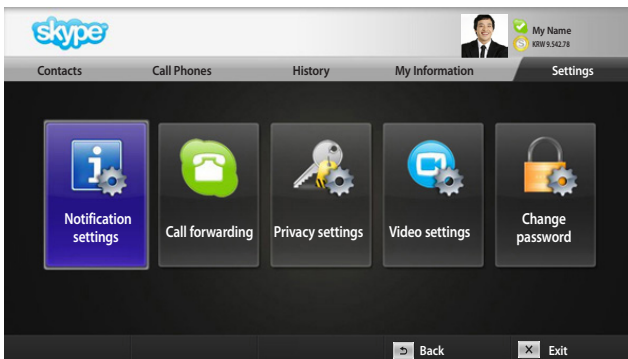 skype
My Name
KRW 9.542.78
Contacts Call Phones History My Information Settings
Notification
settings
Call forwarding
Privacy settings
Video settings
Change
password
Back
Exit